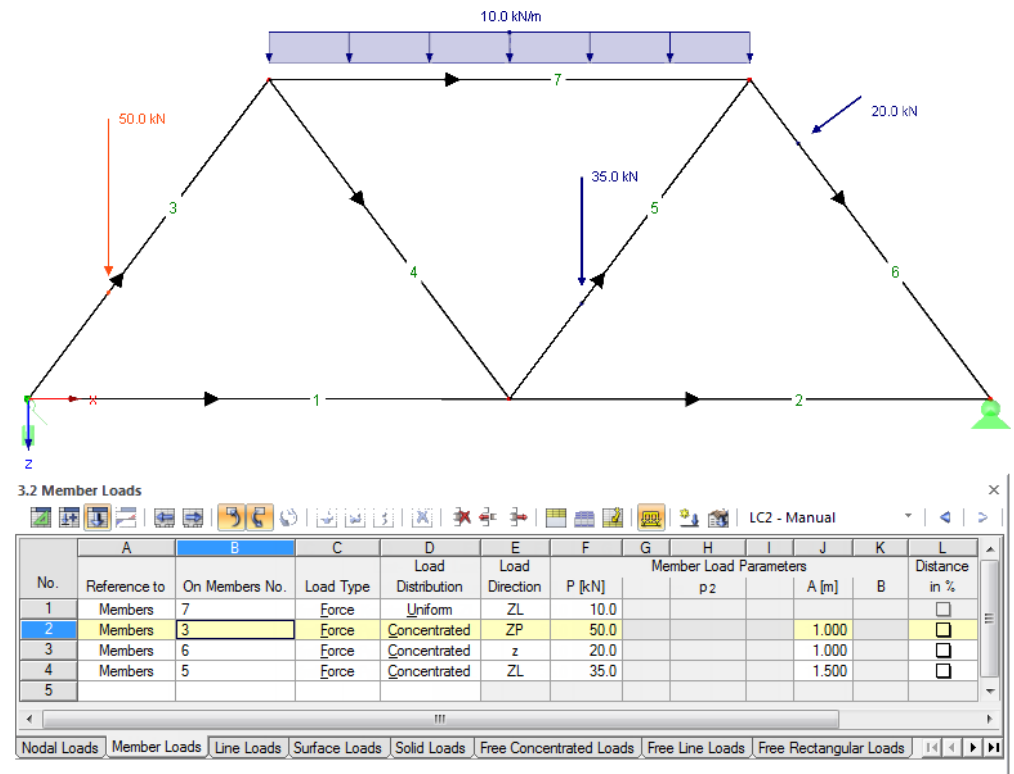 10.0 kN/m
7
50.0 kN
20.0 kN
35.0 kN
3
5
4
6
x
1
2
z
3.2 Member Loads
LC2 - Manual
A B C D E F G H I J K L
Load Load Member Load Parameters Distance
No. Reference to On Members No. Load Type Distribution Direction P [kN] p 2 A [m] B in %
1 Members 7 Force Uniform ZL 10.0
2 Members 3 Force Concentrated ZP 50.0 1.000
3 Members 6 Force Concentrated z 20.0 1.000
4 Members 5 Force Concentrated ZL 35.0 1.500
5
Nodal Loads Member Loads Line Loads Surface Loads Solid Loads Free Concentrated Loads Free Line Loads Free Rectangular Loads